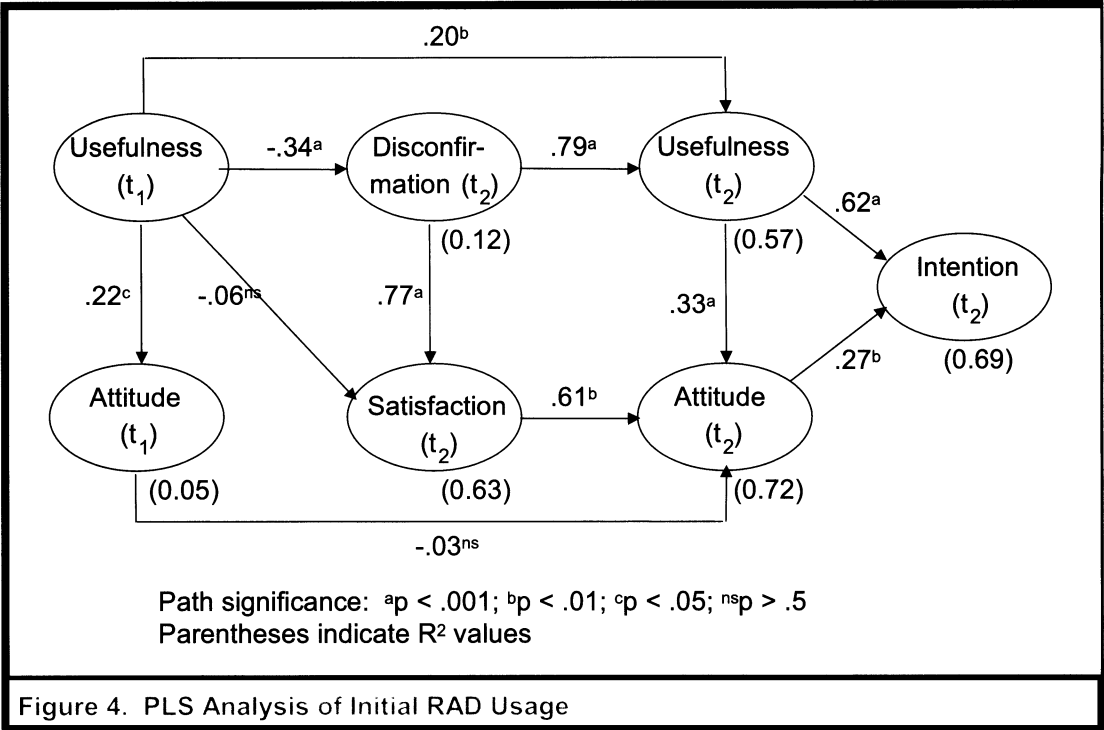 .20ᵇ
Usefulness
(t₁)
-.34ᵃ
Disconfir-
mation (t₂)
.79ᵃ
Usefulness
(t₂)
(0.12)
(0.57)
.62ᵃ
Intention
(t₂)
(0.69)
.22ᶜ
-.06ⁿˢ
.77ᵃ
.33ᵃ
.27ᵇ
Attitude
(t₁)
(0.05)
Satisfaction
(t₂)
(0.63)
.61ᵇ
Attitude
(t₂)
(0.72)
-.03ⁿˢ
Path significance: ᵃp < .001; ᵇp < .01; ᶜp < .05; ⁿˢp > .5
Parentheses indicate R² values
Figure 4. PLS Analysis of Initial RAD Usage